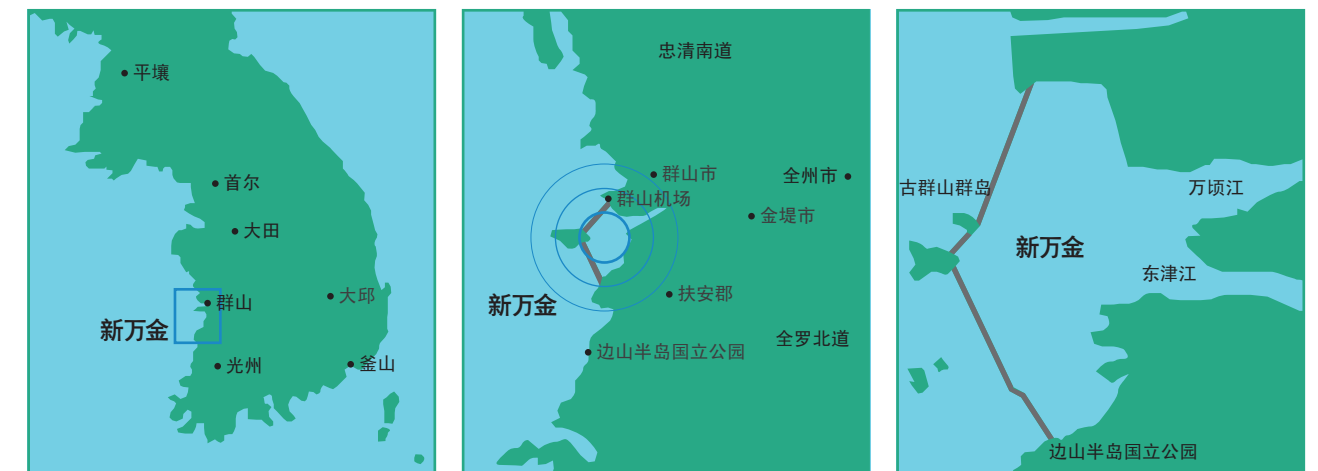 平壤
首尔
大田
群山
大邱
新万金
光州
釜山
忠清南道
群山市
全州市
群山机场
金堤市
扶安郡
新万金
全罗北道
边山半岛国立公园
古群山群岛
万顷江
新万金
东津江
边山半岛国立公园